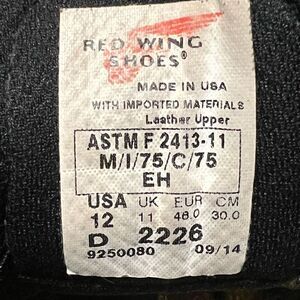 RED WING
SHOES®
MADE IN USA
WITH IMPORTED MATERIALS
Leather Upper
ASTM F 2413-11
M/I/75/C/75
EH
USA UK EUR CM
12 11 46.0 30.0
D 2226
9250080 09/14